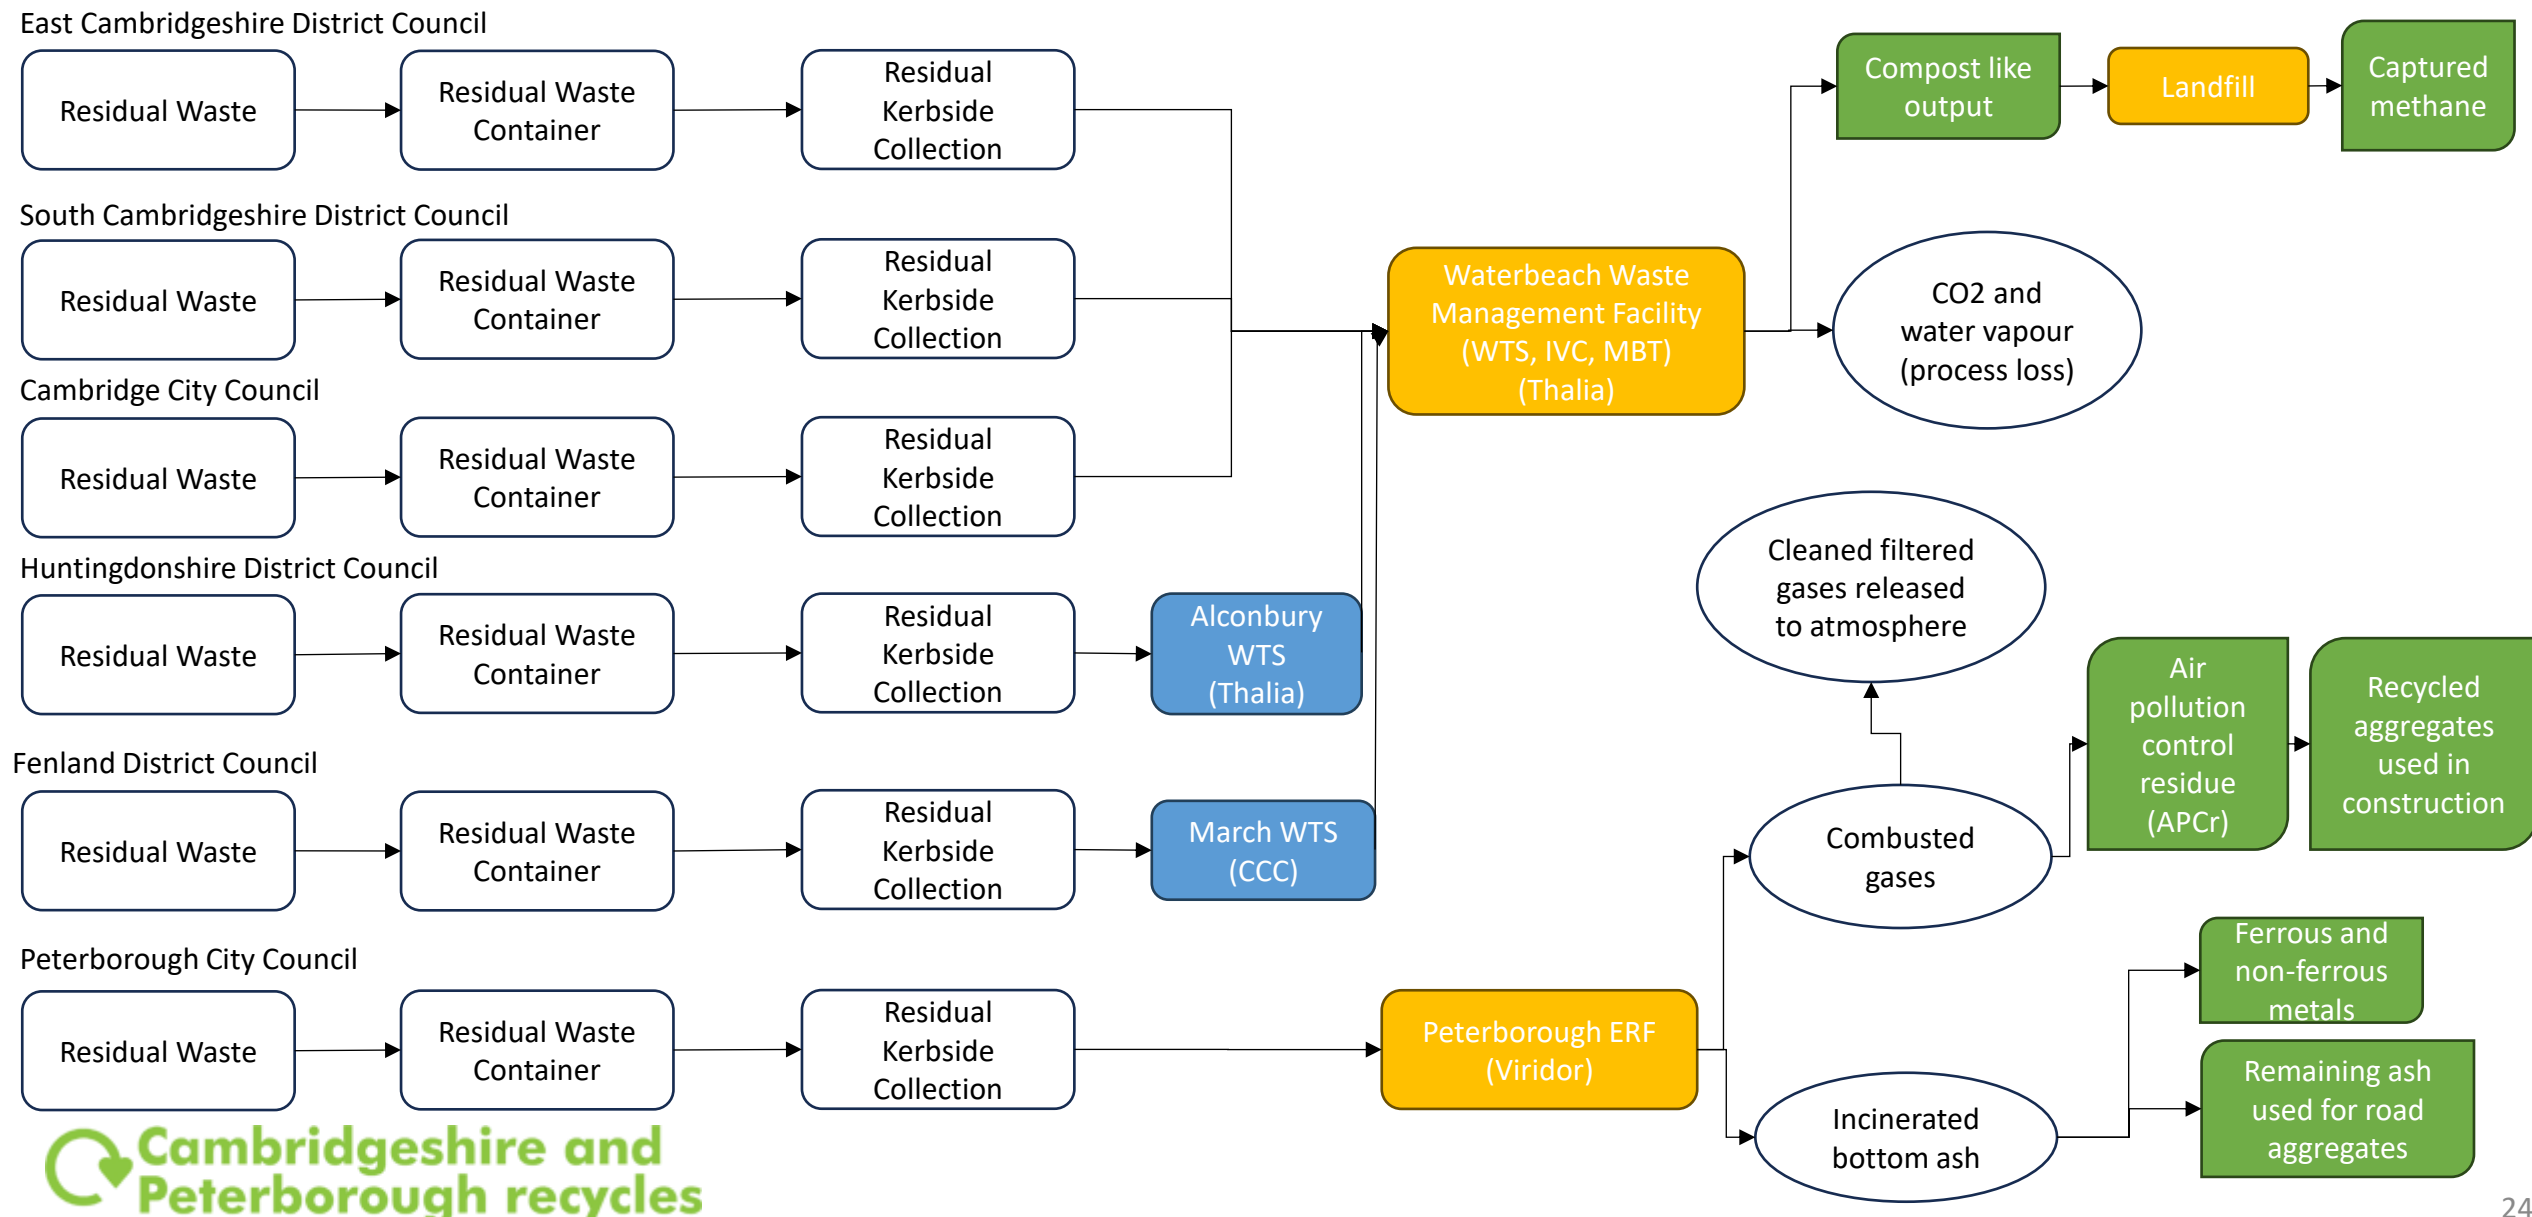 East Cambridgeshire District Council
Residual Waste
Residual Waste
Container
Residual
Kerbside
Collection
Compost like
output
Landfill
Captured
methane
South Cambridgeshire District Council
Residual Waste
Residual Waste
Container
Residual
Kerbside
Collection
Waterbeach Waste
Management Facility
(WTS, IVC, MBT)
(Thalia)
CO2 and
water vapour
(process loss)
Cambridge City Council
Residual Waste
Residual Waste
Container
Residual
Kerbside
Collection
Huntingdonshire District Council
Residual Waste
Residual Waste
Container
Residual
Kerbside
Collection
Alconbury
WTS
(Thalia)
Cleaned filtered
gases released
to atmosphere
Air
pollution
control
residue
(APCr)
Recycled
aggregates
used in
construction
Fenland District Council
Residual Waste
Residual Waste
Container
Residual
Kerbside
Collection
March WTS
(CCC)
Combusted
gases
Peterborough City Council
Residual Waste
Residual Waste
Container
Residual
Kerbside
Collection
Peterborough ERF
(Viridor)
Ferrous and
non-ferrous
metals
Incinerated
bottom ash
Remaining ash
used for road
aggregates
Cambridgeshire and
Peterborough recycles
24